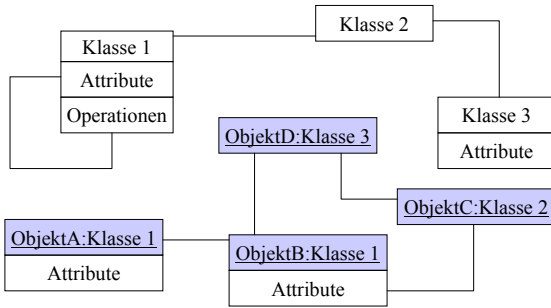 Klasse 1
Attribute
Operationen
Klasse 2
Klasse 3
Attribute
ObjektD:Klasse 3
ObjektC:Klasse 2
ObjektA:Klasse 1
Attribute
ObjektB:Klasse 1
Attribute